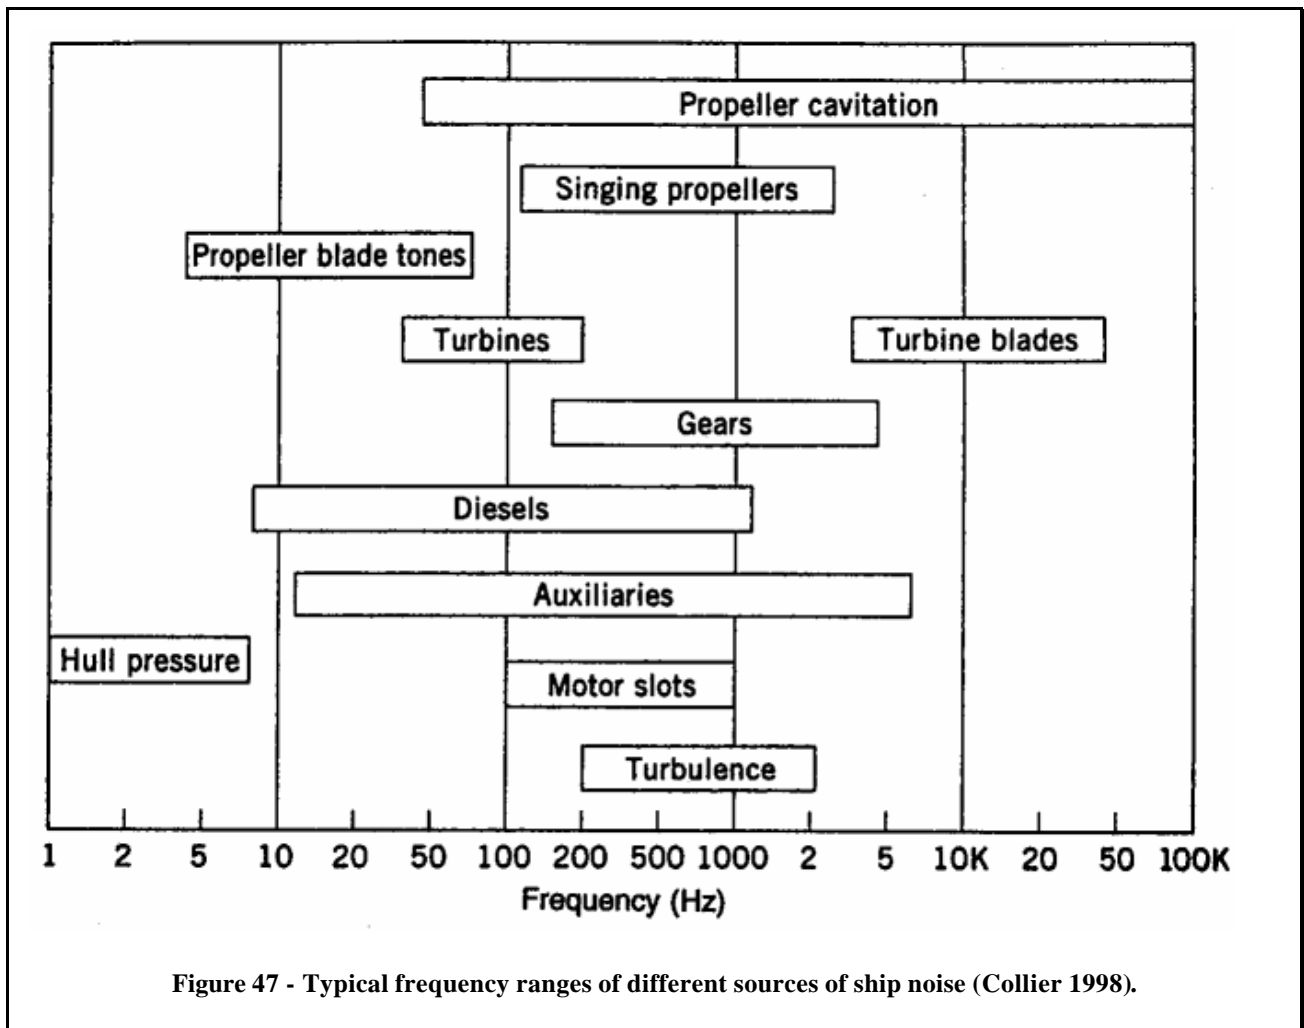 Propeller cavitation
Singing propellers
Propeller blade tones
Turbines
Turbine blades
Gears
Diesels
Auxiliaries
Hull pressure
Motor slots
Turbulence
1 2 5 10 20 50 100 200 500 1000 2 5 10K 20 50 100K
Frequency (Hz)
Figure 47 - Typical frequency ranges of different sources of ship noise (Collier 1998).